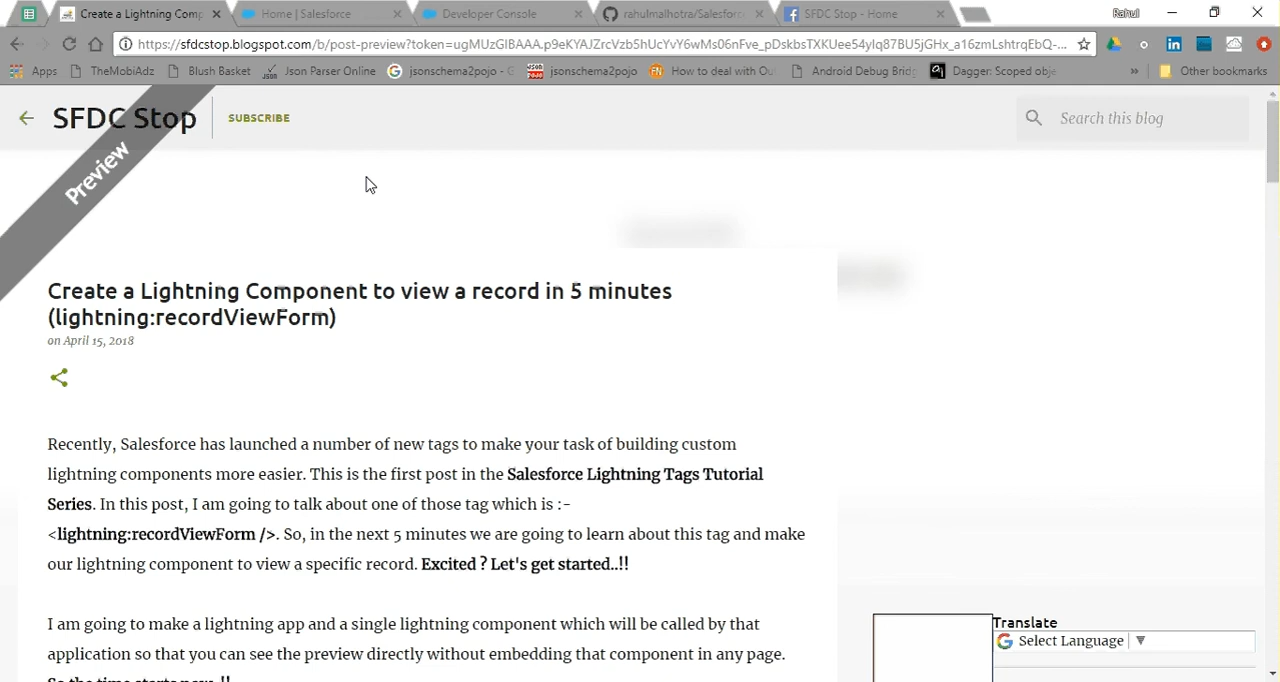 Create a Lightning Comp
Home | Salesforce
Developer Console
rahulmalhotra/Salesforc
SFDC Stop - Home
Rahul
https://sfdcstop.blogspot.com/b/post-preview?token=ugMUzGIBAAA.p9eKYAJZrcVzb5hUcYvY6wMs06nFve_pDskbsTXKUee54ylq87BU5jGHx_a16zmLshtrqEbQ-...
Apps
TheMobiAdz
Blush Basket
Json Parser Online
jsonschema2pojo - G
jsonschema2pojo
How to deal with Ou
Android Debug Bridg
Dagger: Scoped obje
»
Other bookmarks
SFDC Stop
SUBSCRIBE
Search this blog
Preview
Create a Lightning Component to view a record in 5 minutes
(lightning:recordViewForm)
on April 15, 2018
Recently, Salesforce has launched a number of new tags to make your task of building custom
lightning components more easier. This is the first post in the Salesforce Lightning Tags Tutorial
Series. In this post, I am going to talk about one of those tag which is :-
<lightning:recordViewForm />. So, in the next 5 minutes we are going to learn about this tag and make
our lightning component to view a specific record. Excited ? Let's get started..!!
I am going to make a lightning app and a single lightning component which will be called by that
application so that you can see the preview directly without embedding that component in any page.
So the time starts now..!!
Translate
Select Language